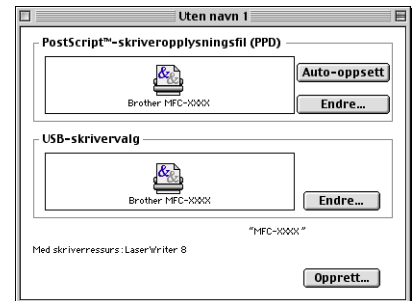 Uten navn 1
PostScript™-skriveropplysningsfil (PPD)
Auto-oppsett
Brother MFC-XXXX
Endre...
USB-skrivervalg
Brother MFC-XXXX
Endre...
"MFC-XXXX"
Med skriverressurs: LaserWriter 8
Opprett...